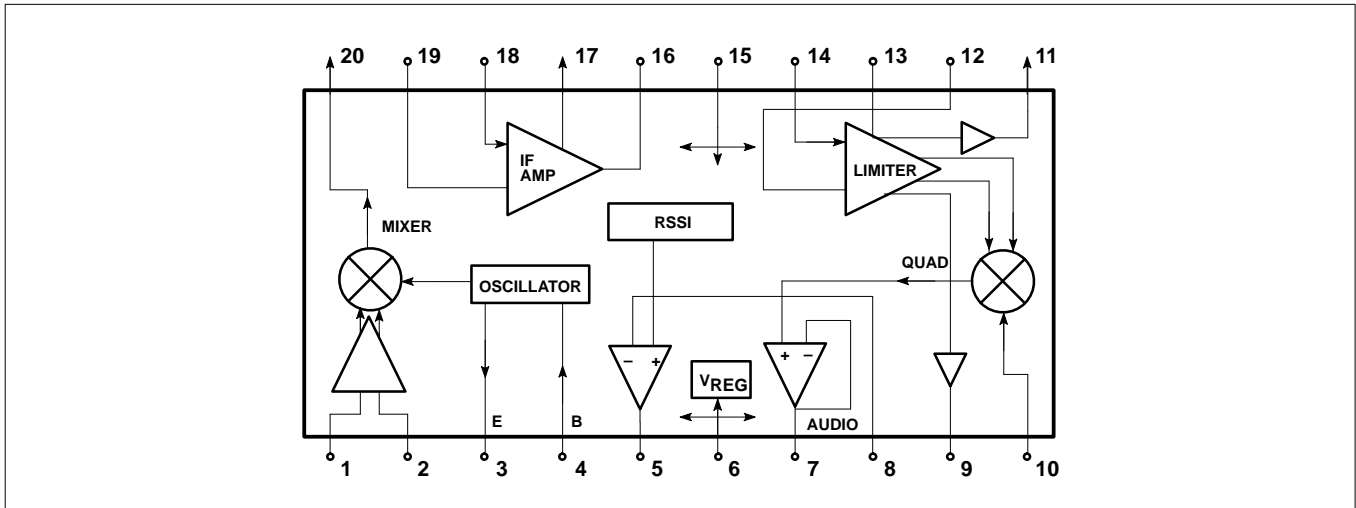 20 19 18 17 16 15 14 13 12 11
IF
AMP
LIMITER
RSSI
MIXER
QUAD
OSCILLATOR
– +
+ –
VREG
E B AUDIO
1 2 3 4 5 6 7 8 9 10